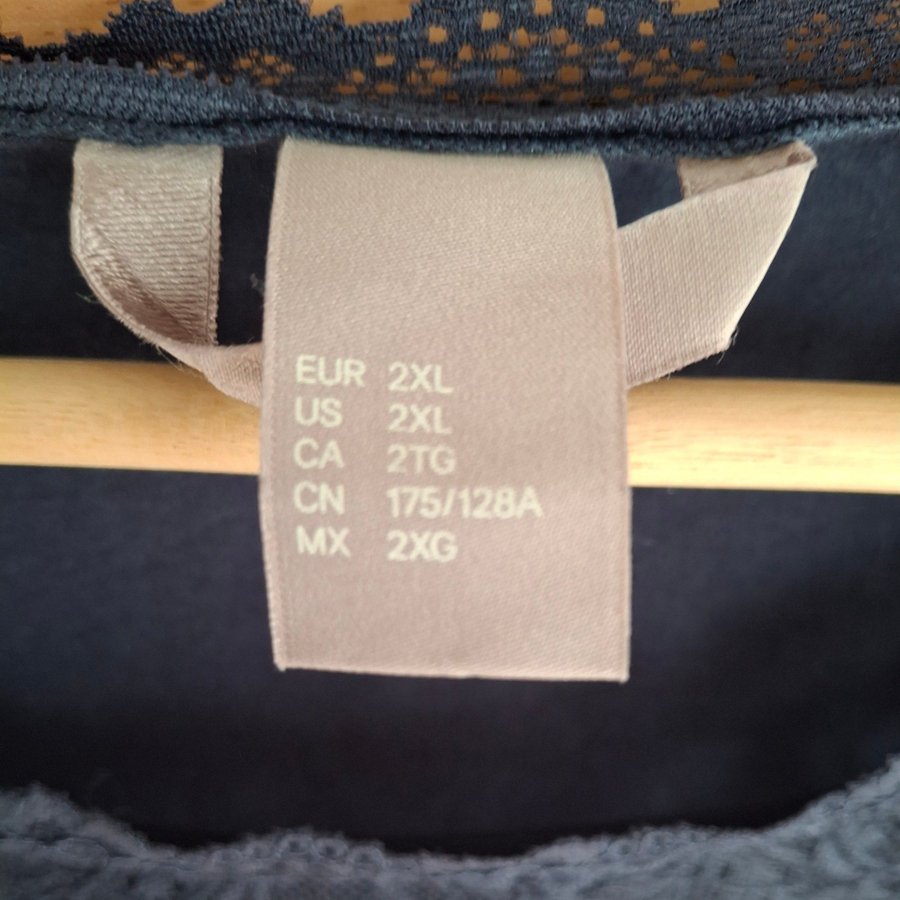 EUR 2XL
US 2XL
CA 2TG
CN 175/128A
MX 2XG